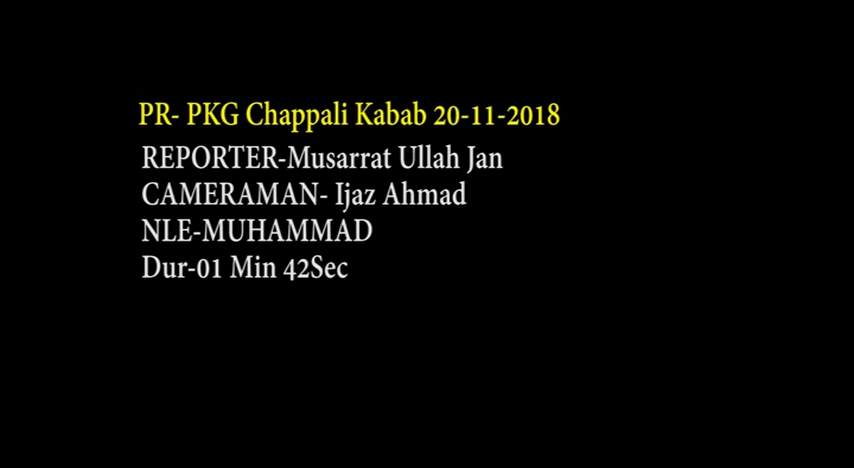 PR- PKG Chappali Kabab 20-11-2018
REPORTER-Musarrat Ullah Jan
CAMERAMAN- Ijaz Ahmad
NLE-MUHAMMAD
Dur-01 Min 42Sec